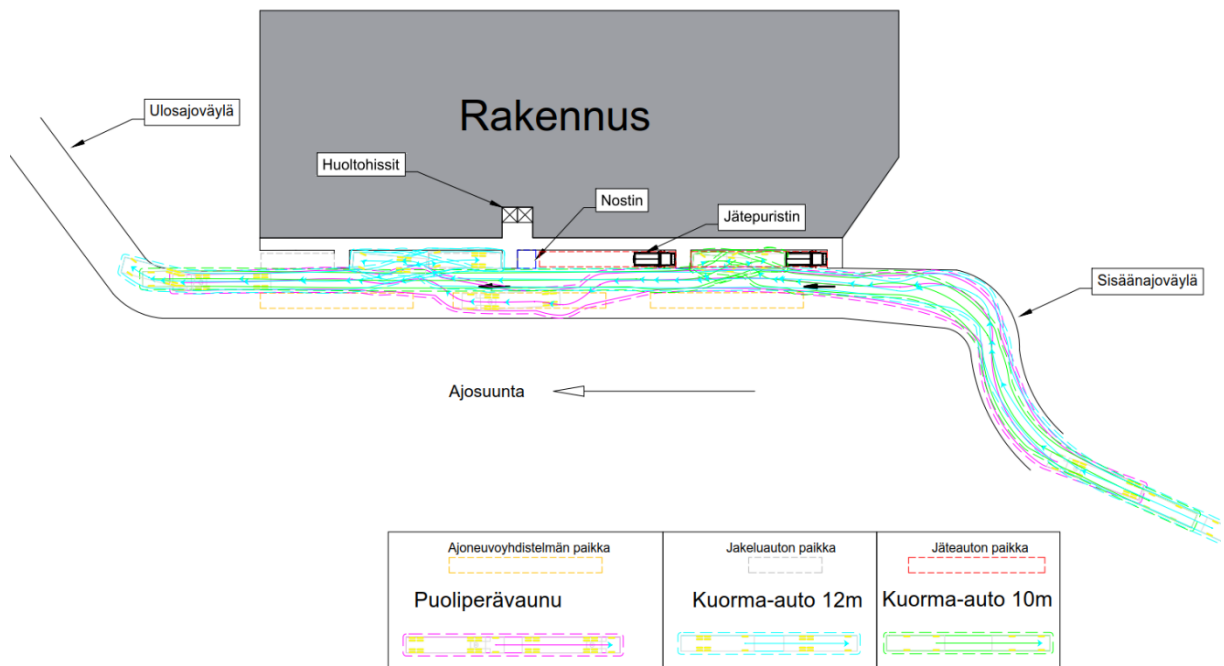 Rakennus
Ulosajoväylä
Huoltohissit
Nostin
Jätepuristin
Sisäänajoväylä
Ajosuunta
Ajoneuvoyhdistelmän paikka
Jakeluauton paikka
Jäteauton paikka
Puoliperävaunu
Kuorma-auto 12m
Kuorma-auto 10m